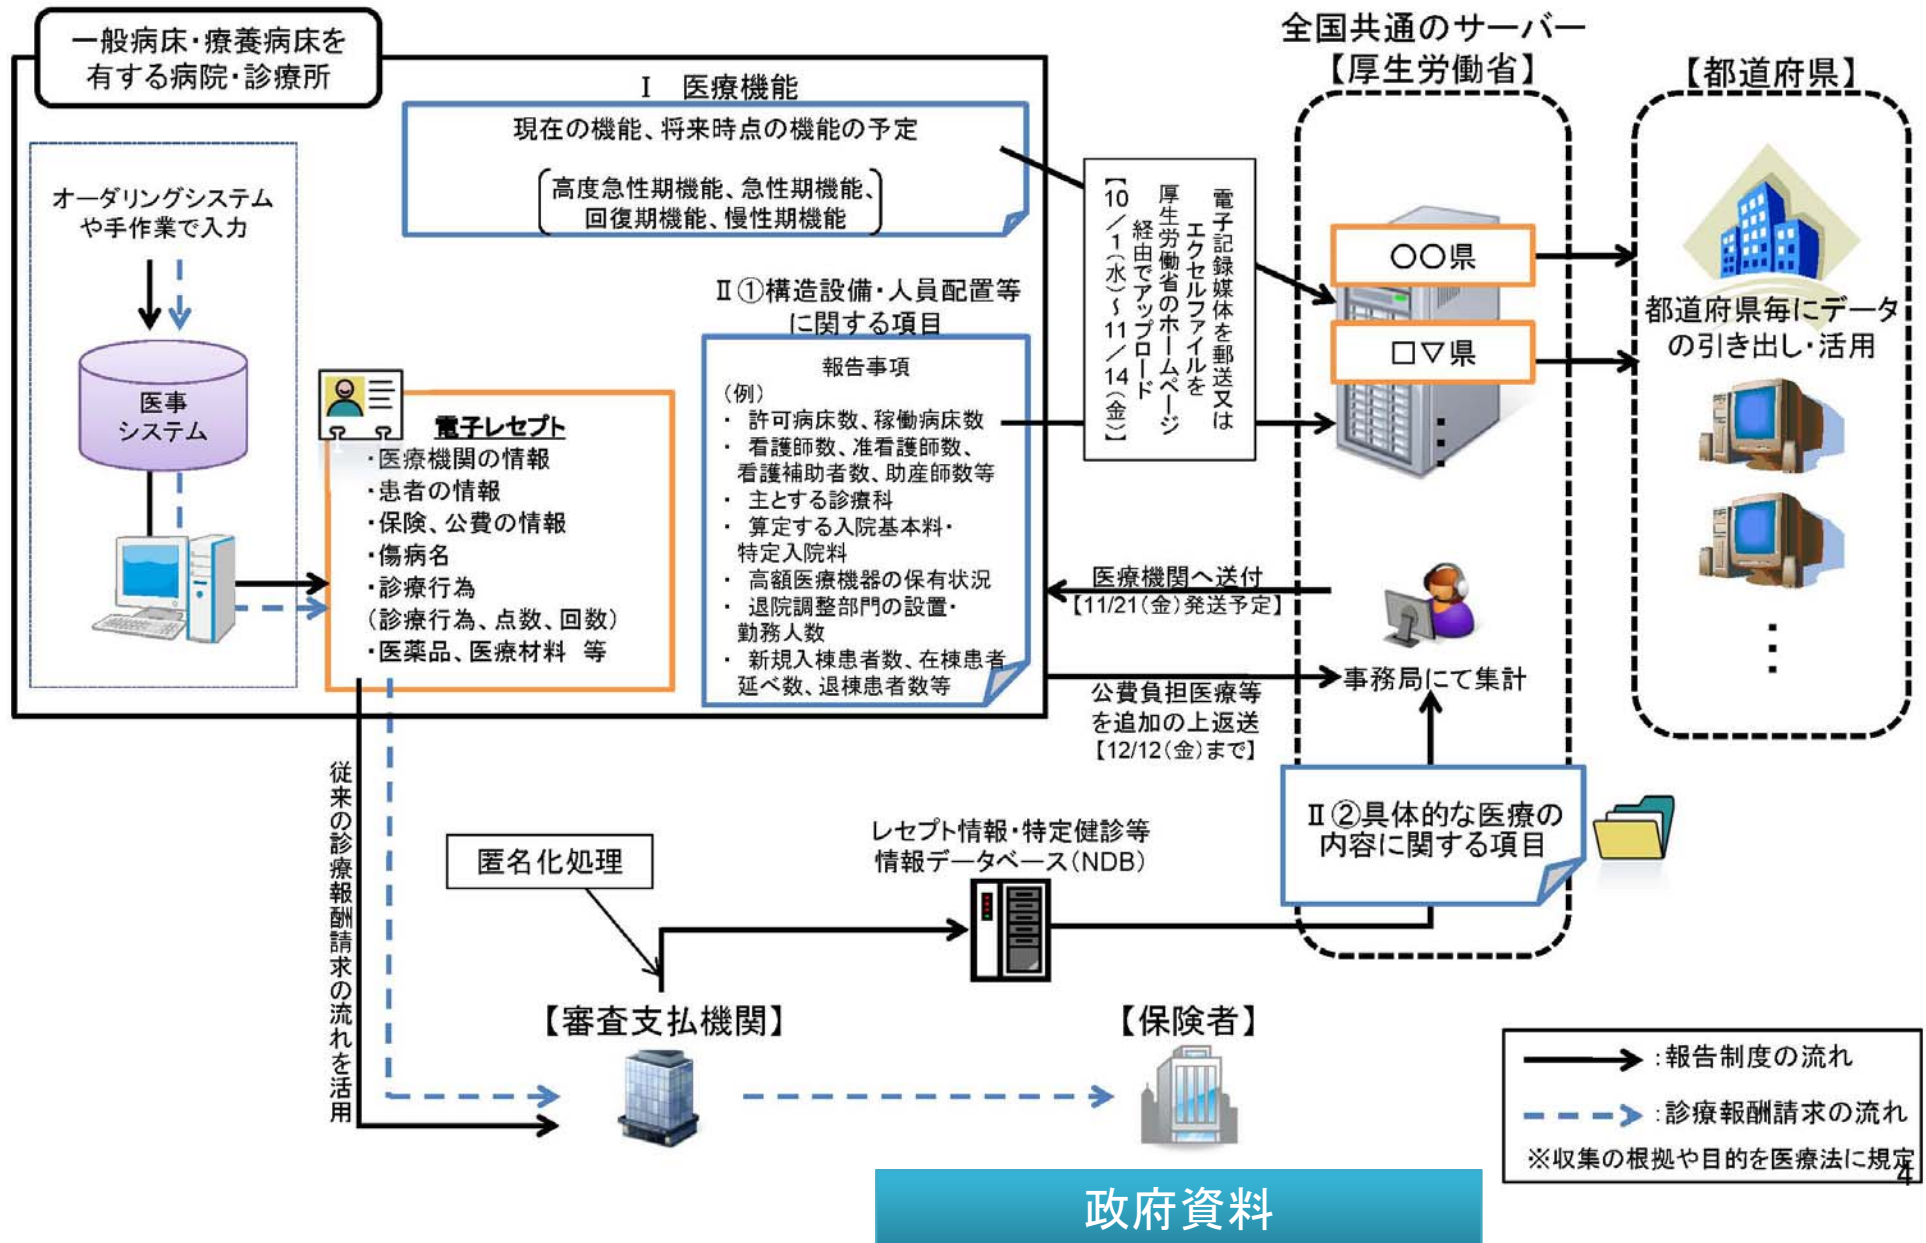 一般病床・療養病床を
有する病院・診療所
オーダリングシステム
や手作業で入力
医事
システム
電子レセプト
・医療機関の情報
・患者の情報
・保険、公費の情報
・傷病名
・診療行為
(診療行為、点数、回数)
・医薬品、医療材料 等
Ⅰ 医療機能
現在の機能、将来時点の機能の予定
高度急性期機能、急性期機能、
回復期機能、慢性期機能
Ⅱ①構造設備・人員配置等
に関する項目
報告事項
(例)
・ 許可病床数、稼働病床数
・ 看護師数、准看護師数、
看護補助者数、助産師数等
・ 主とする診療科
・ 算定する入院基本料・
特定入院料
・ 高額医療機器の保有状況
・ 退院調整部門の設置・
勤務人数
・ 新規入棟患者数、在棟患者
延べ数、退棟患者数等
電子記録媒体を郵送又は
エクセルファイルを
厚生労働省のホームページ
経由でアップロード
【10/1(水)~11/14(金)】
全国共通のサーバー
【厚生労働省】
○○県
□▽県
医療機関へ送付
【11/21(金)発送予定】
事務局にて集計
公費負担医療等
を追加の上返送
【12/12(金)まで】
Ⅱ②具体的な医療の
内容に関する項目
【都道府県】
都道府県毎にデータ
の引き出し・活用
従来の診療報酬請求の流れを活用
匿名化処理
レセプト情報・特定健診等
情報データベース(NDB)
【審査支払機関】
【保険者】
:報告制度の流れ
:診療報酬請求の流れ
※収集の根拠や目的を医療法に規定
4
政府資料